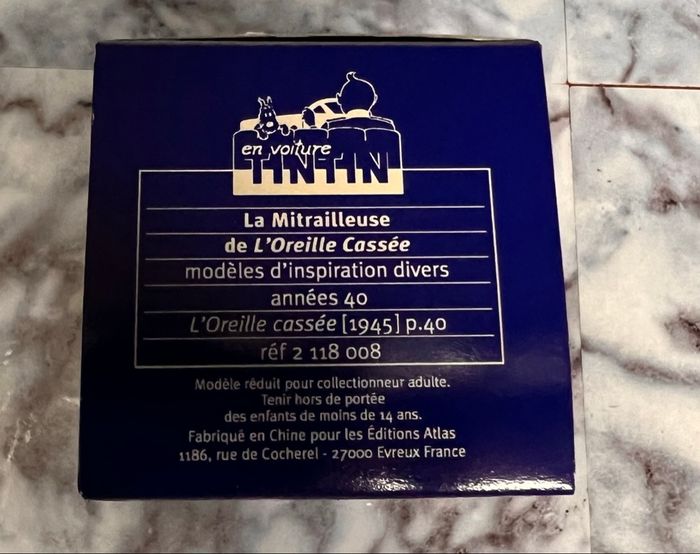 en voiture
TINTIN
La Mitrailleuse
de L'Oreille Cassée
modèles d'inspiration divers
années 40
L'Oreille cassée [1945] p.40
réf 2 118 008
Modèle réduit pour collectionneur adulte.
Tenir hors de portée
des enfants de moins de 14 ans.
Fabriqué en Chine pour les Éditions Atlas
1186, rue de Cocherel - 27000 Evreux France